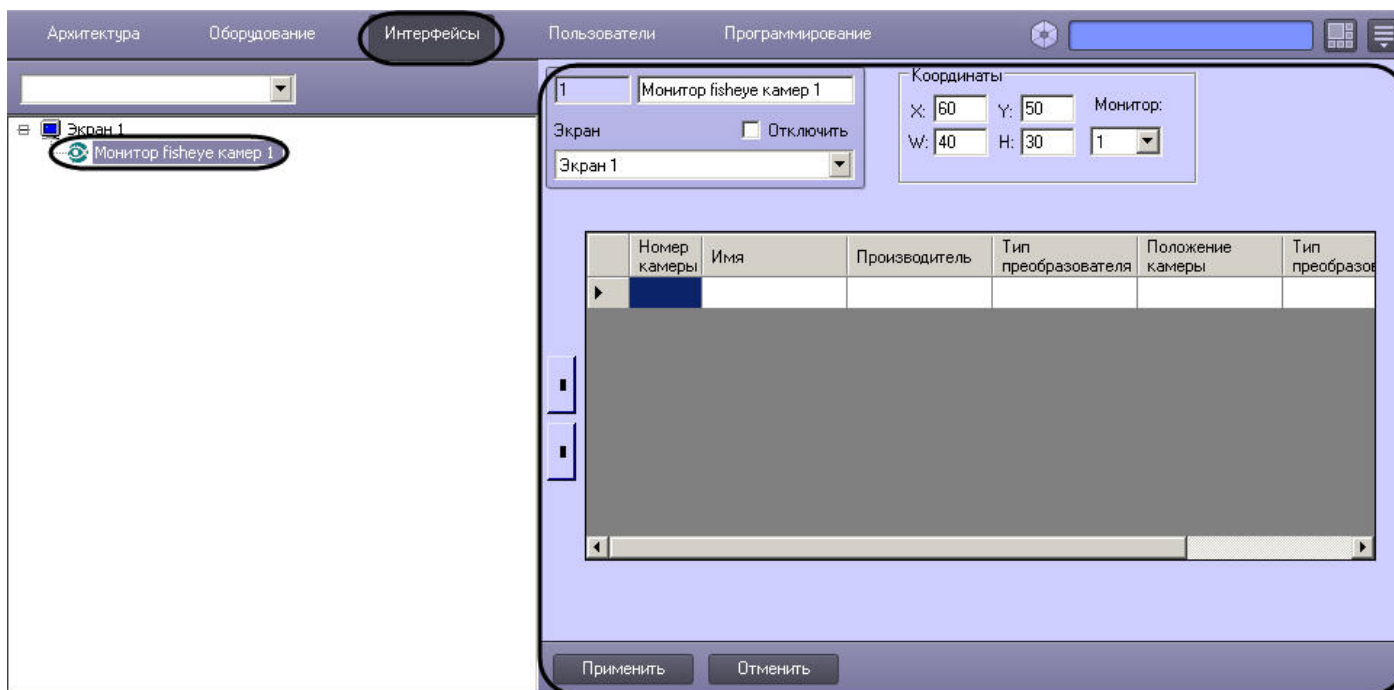 Архитектура Оборудование Интерфейсы Пользователи Программирование
Экран 1
Монитор fisheye камер 1
1 Монитор fisheye камер 1
Экран Отключить
Экран 1
Координаты
X: 60 Y: 50 Монитор:
W: 40 H: 30 1
Номер камеры Имя Производитель Тип преобразователя Положение камеры Тип преобразов
Применить Отменить